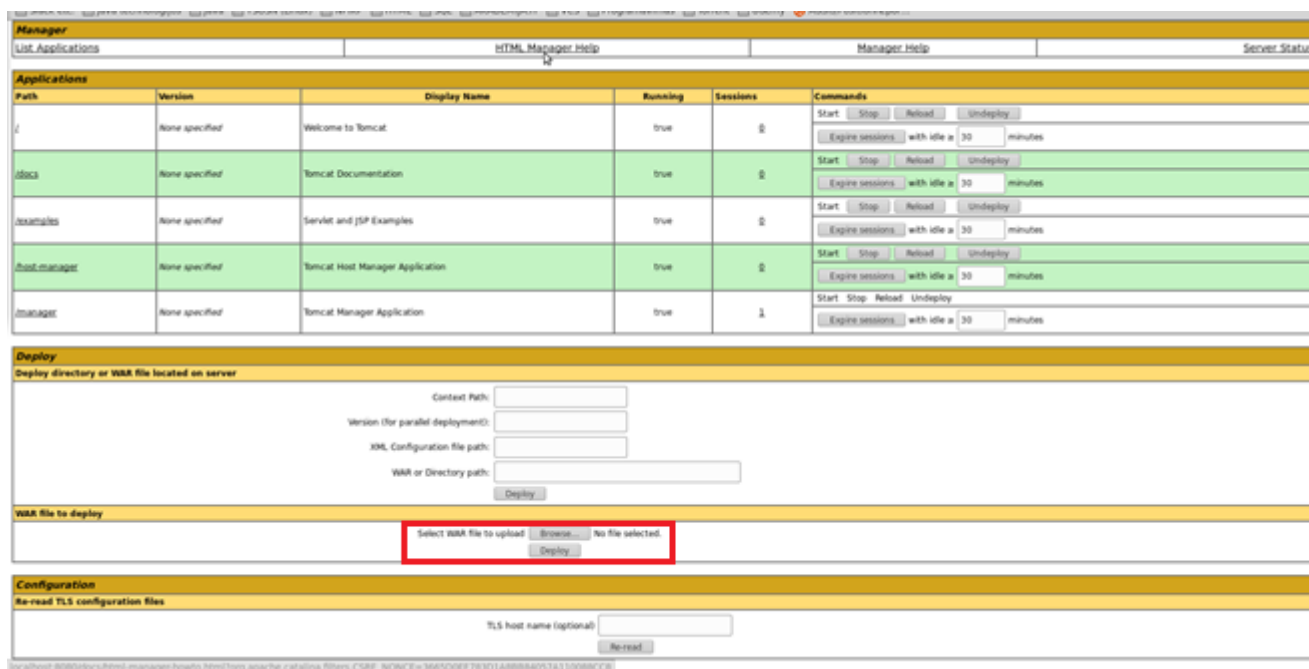 Manager
List Applications HTML Manager Help Manager Help Server Statu
Applications
Path Version Display Name Running Sessions Commands
/ None specified Welcome to Tomcat true 0 Start Stop Reload Undeploy
Expire sessions with idle ≥ 30 minutes
/docs None specified Tomcat Documentation true 0 Start Stop Reload Undeploy
Expire sessions with idle ≥ 30 minutes
/examples None specified Servlet and JSP Examples true 0 Start Stop Reload Undeploy
Expire sessions with idle ≥ 30 minutes
/host-manager None specified Tomcat Host Manager Application true 0 Start Stop Reload Undeploy
Expire sessions with idle ≥ 30 minutes
/manager None specified Tomcat Manager Application true 1 Start Stop Reload Undeploy
Expire sessions with idle ≥ 30 minutes
Deploy
Deploy directory or WAR file located on server
Context Path:
Version (for parallel deployment):
XML Configuration file path:
WAR or Directory path:
Deploy
WAR file to deploy
Select WAR file to upload Browse... No file selected.
Deploy
Configuration
Re-read TLS configuration files
TLS host name (optional)
Re-read